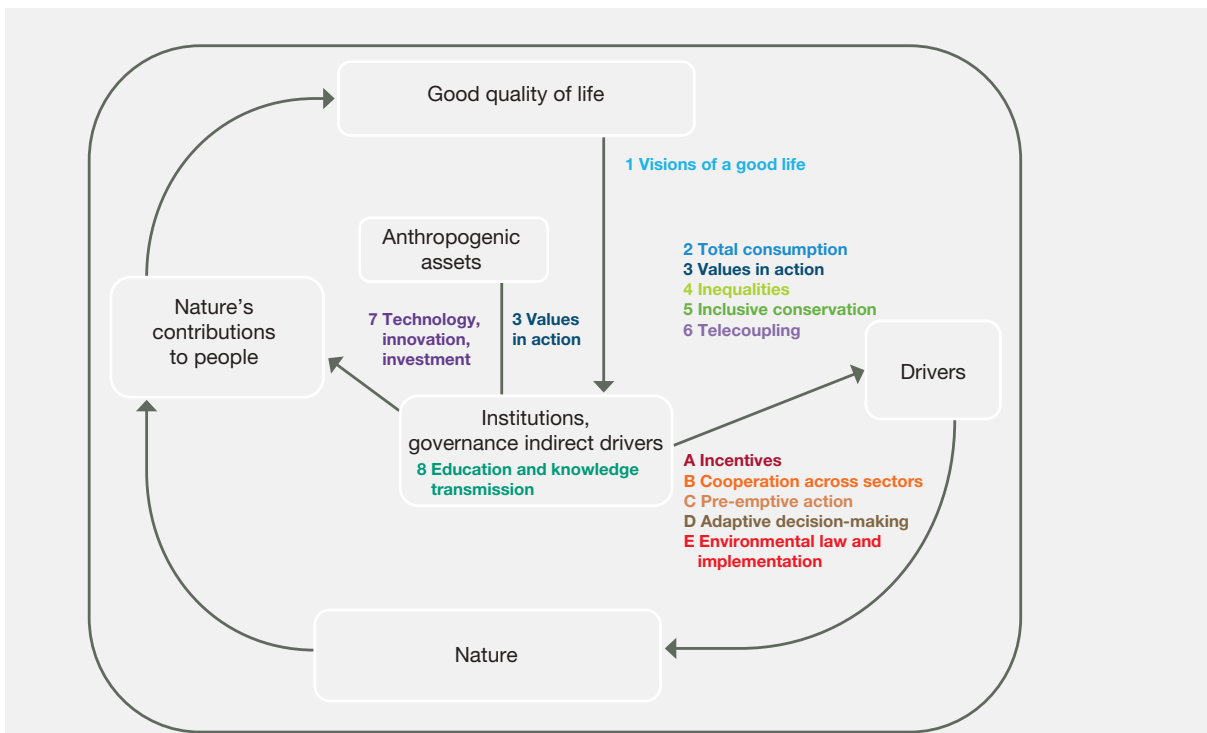 Good quality of life
1 Visions of a good life
Anthropogenic
assets
2 Total consumption
3 Values in action
4 Inequalities
5 Inclusive conservation
6 Telecoupling
Nature's
contributions
to people
7 Technology,
innovation,
investment
3 Values
in action
Drivers
Institutions,
governance indirect drivers
8 Education and knowledge
transmission
A Incentives
B Cooperation across sectors
C Pre-emptive action
D Adaptive decision-making
E Environmental law and
implementation
Nature